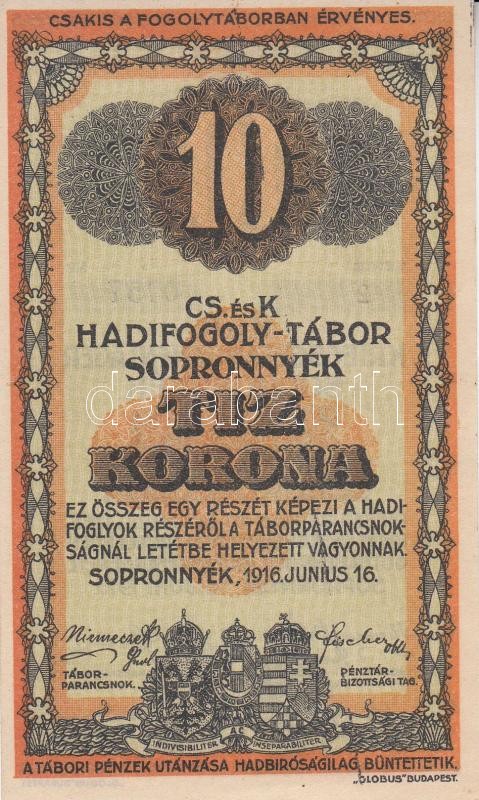 CSAKIS A FOGOLYTÁBORBAN ÉRVÉNYES.
10
CS. ÉS K
HADIFOGOLY-TÁBOR
SOPRONNYÉK
darabanth
TIZ
KORONA
EZ ÖSSZEG EGY RÉSZÉT KÉPEZI A HADI-
FOGLYOK RÉSZÉRŐL A TÁBORPARANCSNOK-
SÁGNÁL LETÉTBE HELYEZETT VAGYONNAK.
SOPRONNYÉK, 1916. JUNIUS 16.
TÁBOR-
PARANCSNOK.
PÉNZTÁR-
BIZOTTSÁGI TAG.
INDIVISIBILITER AC INSEPARABILITER
A TÁBORI PÉNZEK UTÁNZÁSA HADBIRÓSÁGILAG BÜNTETTETIK.
„GLOBUS" BUDAPEST.